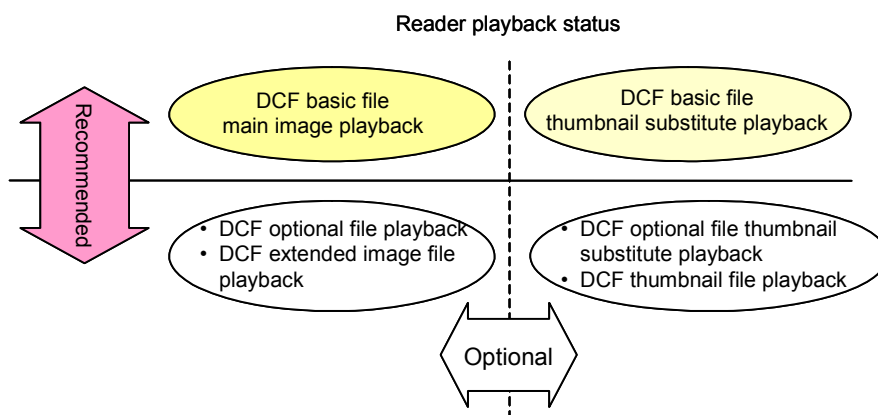 Reader playback status
DCF basic file
main image playback
DCF basic file
thumbnail substitute playback
Recommended
• DCF optional file playback
• DCF extended image file
playback
• DCF optional file thumbnail
substitute playback
• DCF thumbnail file playback
Optional